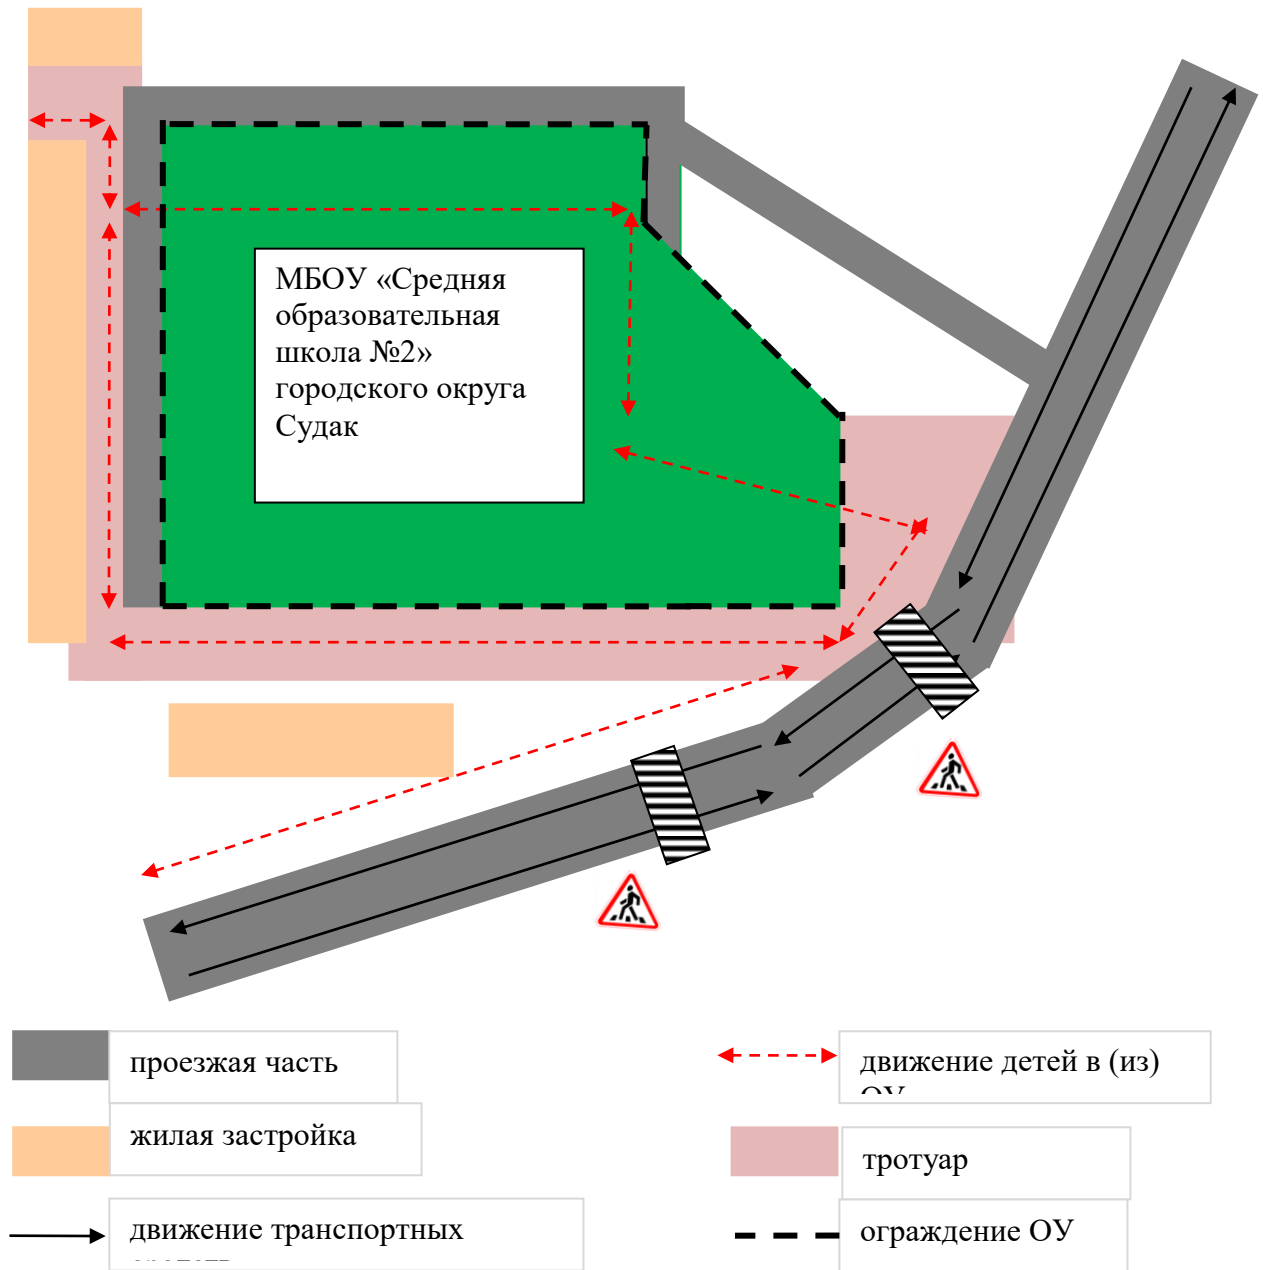 МБОУ «Средняя
образовательная
школа №2»
городского округа
Судак
проезжая часть
движение детей в (из)
жилая застройка
тротуар
движение транспортных
ограждение ОУ